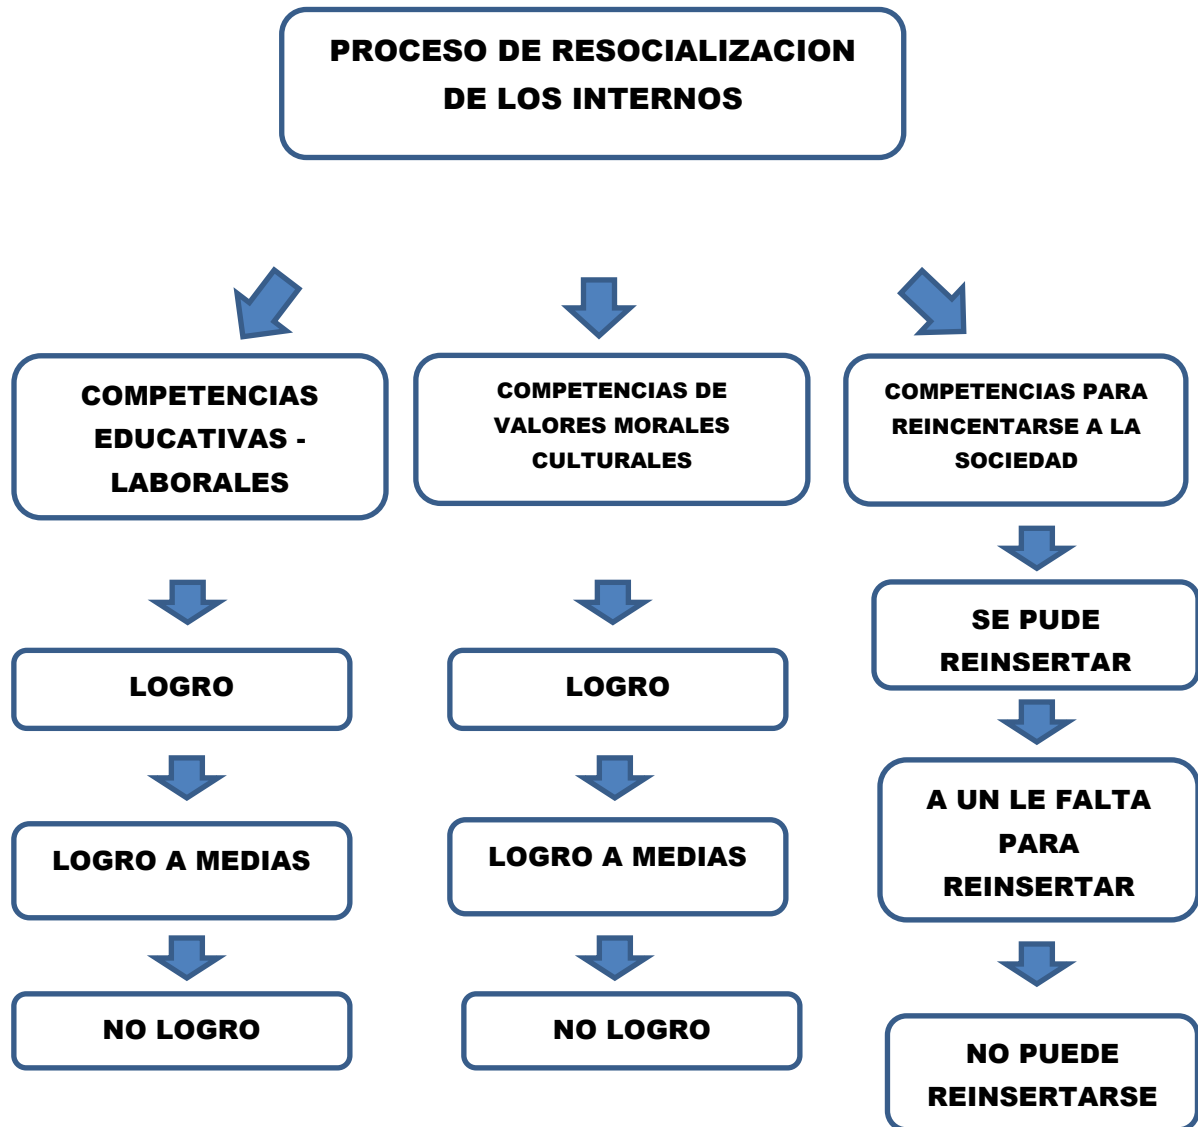 PROCESO DE RESOCIALIZACION
DE LOS INTERNOS
COMPETENCIAS
EDUCATIVAS -
LABORALES
COMPETENCIAS DE
VALORES MORALES
CULTURALES
COMPETENCIAS PARA
REINCENTARSE A LA
SOCIEDAD
LOGRO
LOGRO A MEDIAS
NO LOGRO
LOGRO
LOGRO A MEDIAS
NO LOGRO
SE PUDE
REINSERTAR
A UN LE FALTA
PARA
REINSERTAR
NO PUEDE
REINSERTARSE